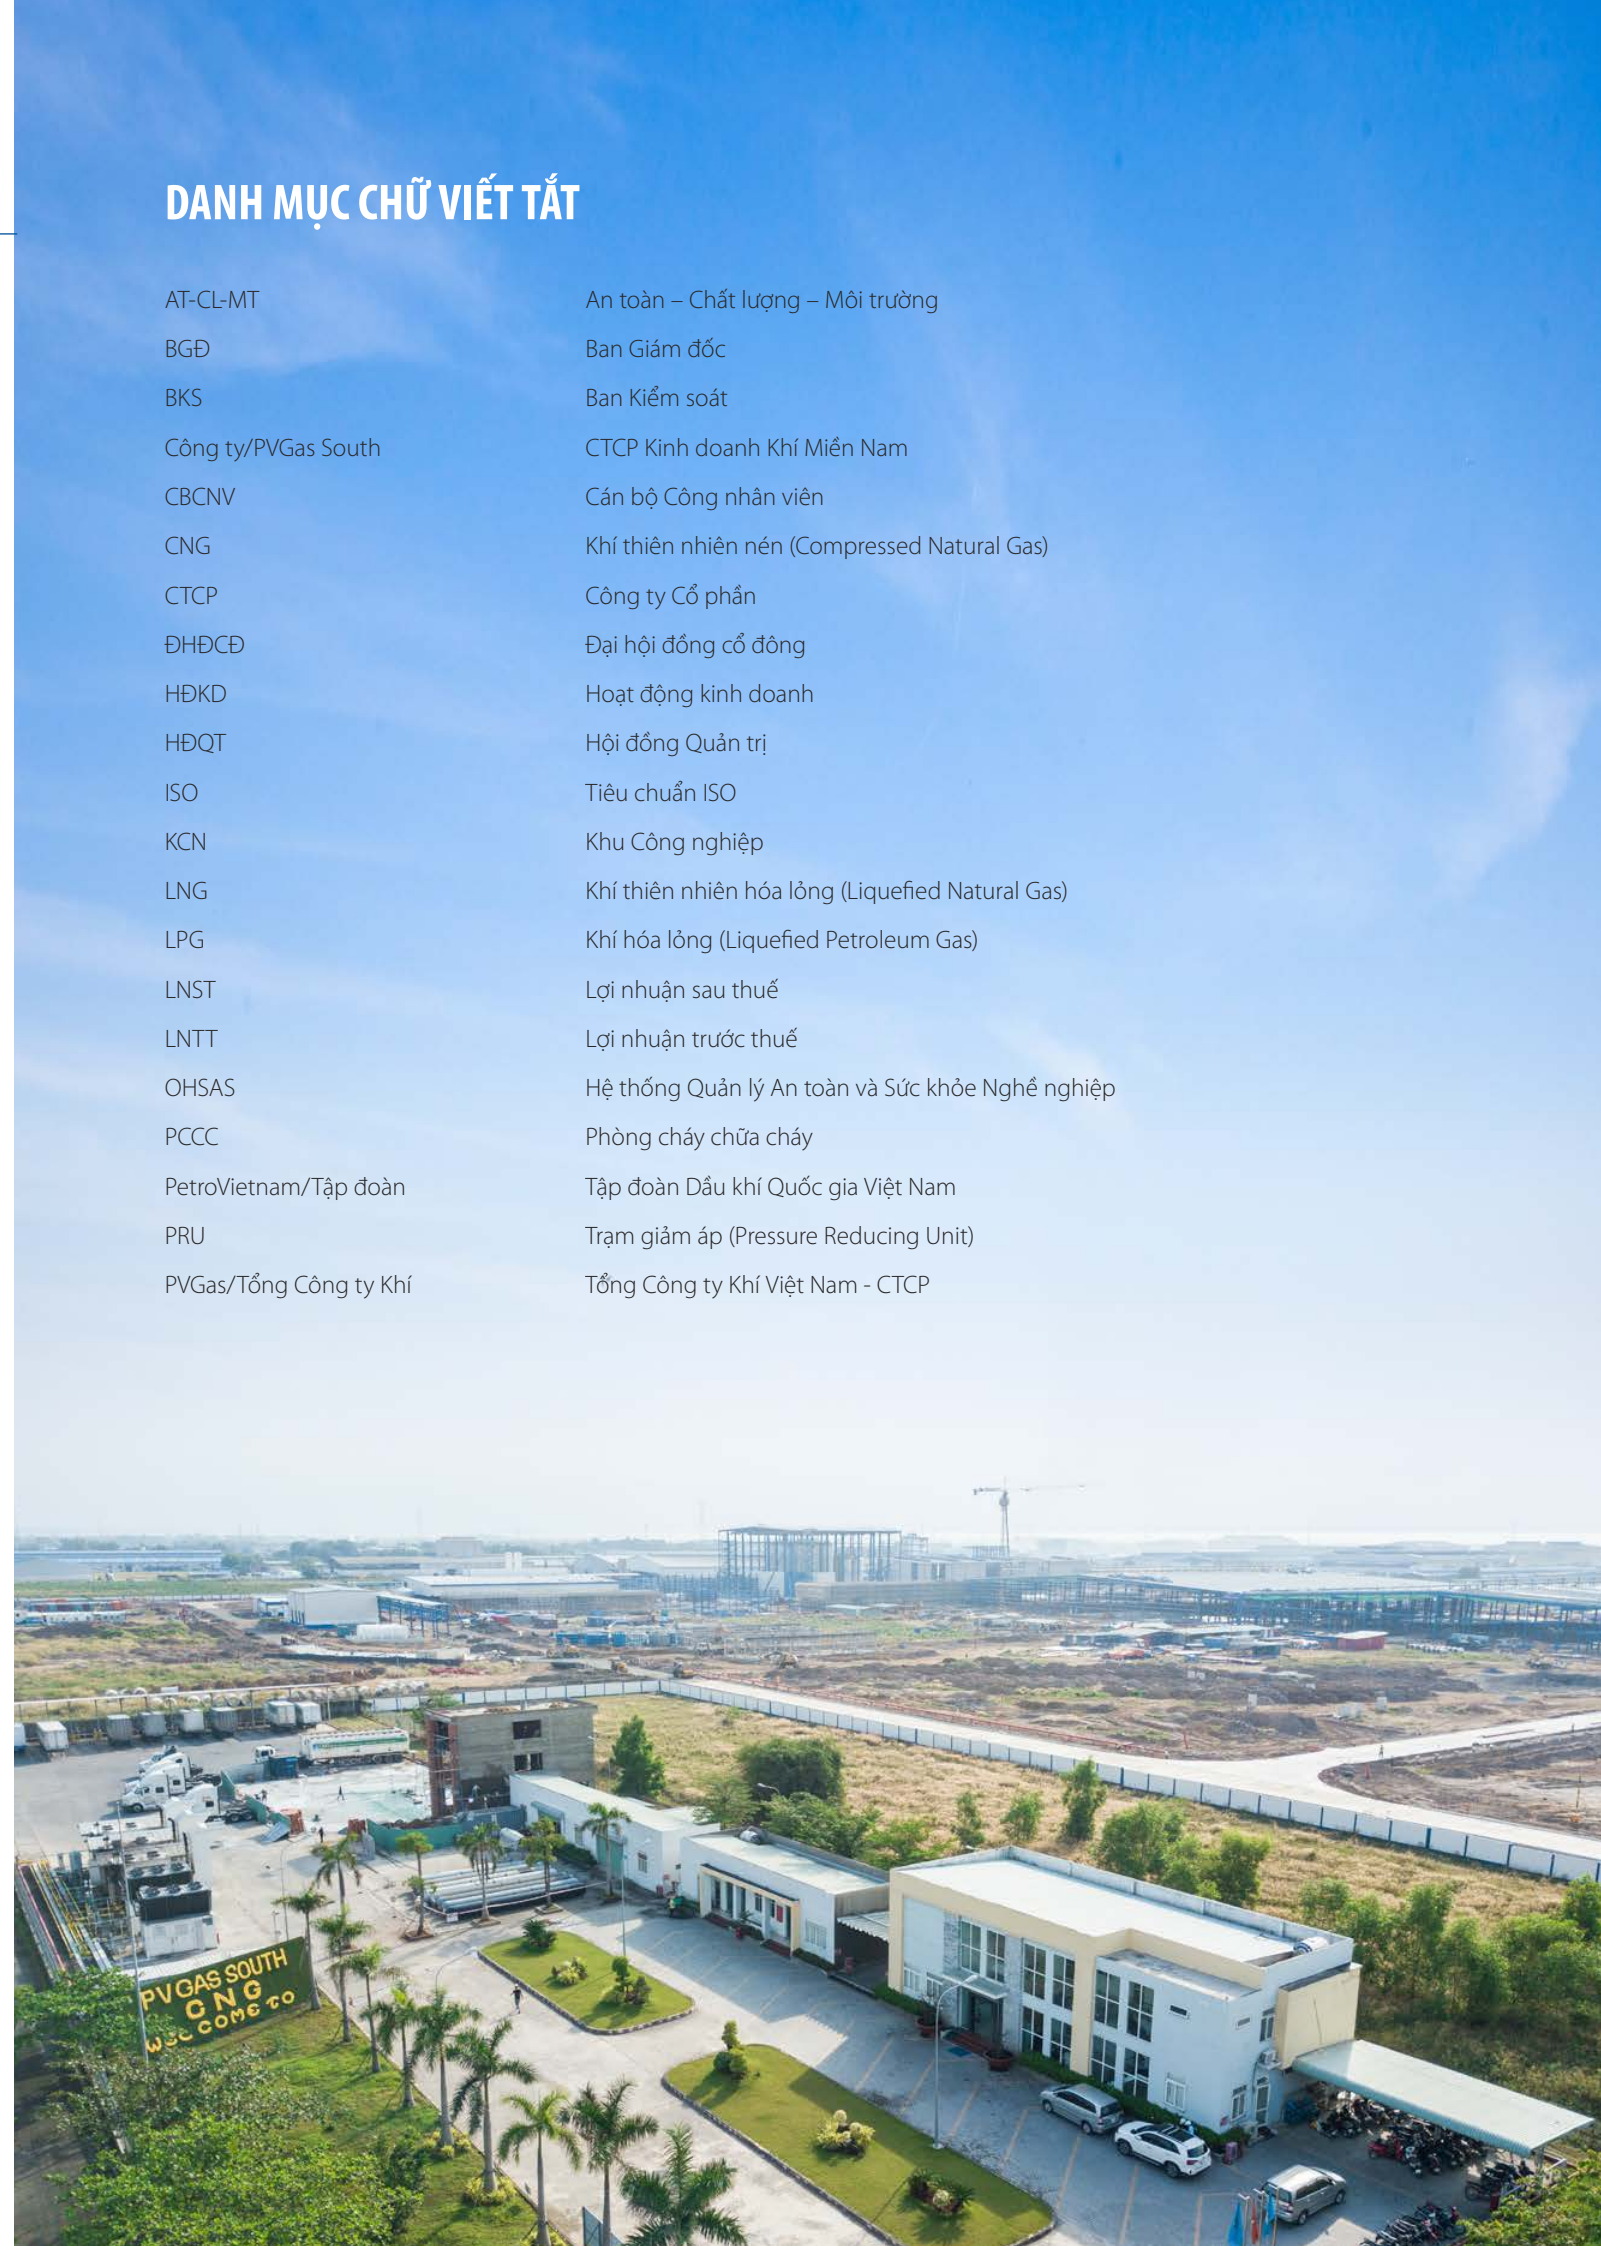 DANH MỤC CHỮ VIẾT TẮT
AT-CL-MT An toàn – Chất lượng – Môi trường
BGĐ Ban Giám đốc
BKS Ban Kiểm soát
Công ty/PVGas South CTCP Kinh doanh Khí Miền Nam
CBCNV Cán bộ Công nhân viên
CNG Khí thiên nhiên nén (Compressed Natural Gas)
CTCP Công ty Cổ phần
ĐHĐCĐ Đại hội đồng cổ đông
HĐKD Hoạt động kinh doanh
HĐQT Hội đồng Quản trị
ISO Tiêu chuẩn ISO
KCN Khu Công nghiệp
LNG Khí thiên nhiên hóa lỏng (Liquefied Natural Gas)
LPG Khí hóa lỏng (Liquefied Petroleum Gas)
LNST Lợi nhuận sau thuế
LNTT Lợi nhuận trước thuế
OHSAS Hệ thống Quản lý An toàn và Sức khỏe Nghề nghiệp
PCCC Phòng cháy chữa cháy
PetroVietnam/Tập đoàn Tập đoàn Dầu khí Quốc gia Việt Nam
PRU Trạm giảm áp (Pressure Reducing Unit)
PVGas/Tổng Công ty Khí Tổng Công ty Khí Việt Nam - CTCP
PV GAS SOUTH
CNG
WELCOME TO